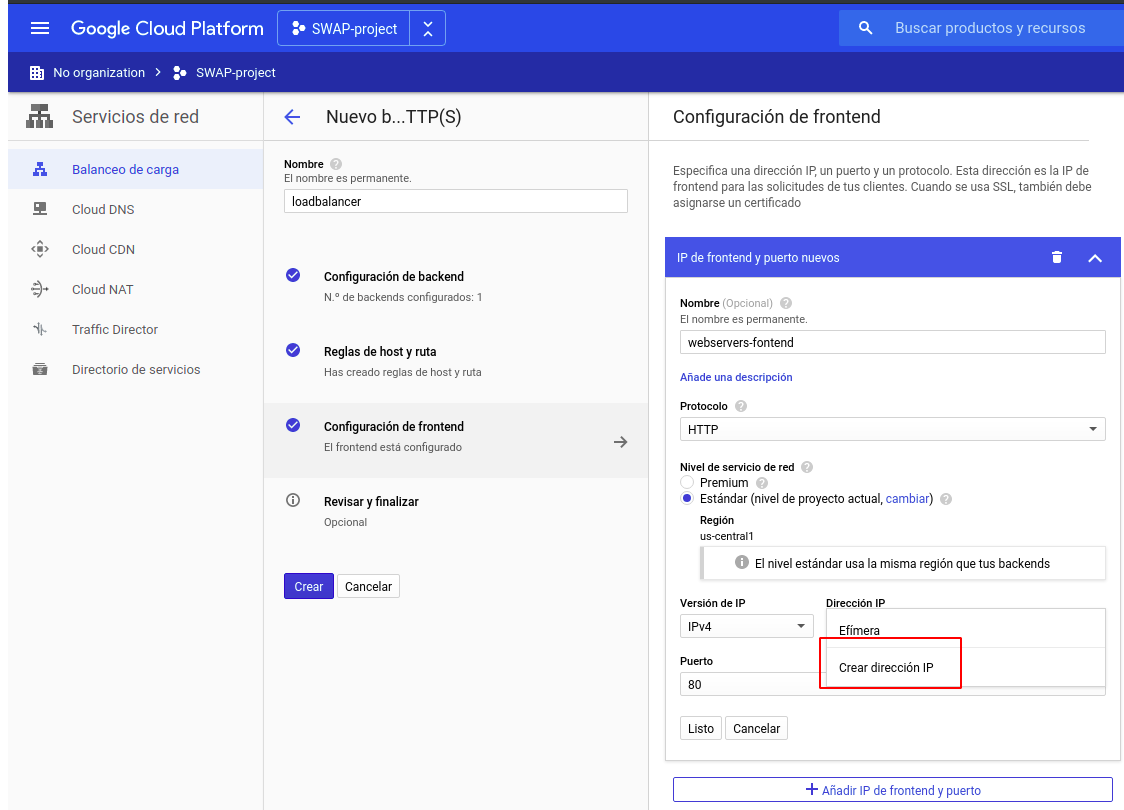 Google Cloud Platform
SWAP-project
Buscar productos y recursos
No organization
SWAP-project
Servicios de red
Balanceo de carga
Cloud DNS
Cloud CDN
Cloud NAT
Traffic Director
Directorio de servicios
Nuevo b...TTP(S)
Nombre
El nombre es permanente.
loadbalancer
Configuración de backend
N.º de backends configurados: 1
Reglas de host y ruta
Has creado reglas de host y ruta
Configuración de frontend
El frontend está configurado
Revisar y finalizar
Opcional
Crear
Cancelar
Configuración de frontend
Especifica una dirección IP, un puerto y un protocolo. Esta dirección es la IP de
frontend para las solicitudes de tus clientes. Cuando se usa SSL, también debe
asignarse un certificado
IP de frontend y puerto nuevos
Nombre (Opcional)
El nombre es permanente.
webservers-fontend
Añade una descripción
Protocolo
HTTP
Nivel de servicio de red
Premium
Estándar (nivel de proyecto actual, cambiar)
Región
us-central1
El nivel estándar usa la misma región que tus backends
Versión de IP
IPv4
Dirección IP
Efímera
Crear dirección IP
Puerto
80
Listo
Cancelar
Añadir IP de frontend y puerto